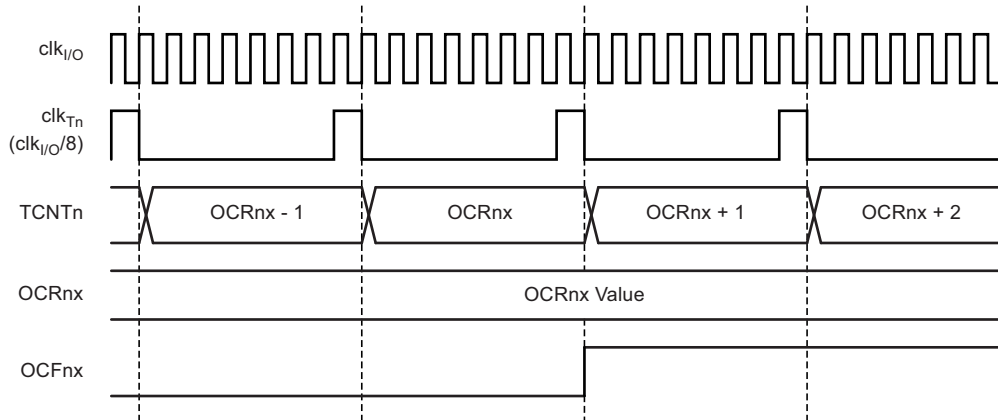 clkI/O
clkTn
(clkI/O/8)
TCNTn
OCRnx - 1
OCRnx
OCRnx + 1
OCRnx + 2
OCRnx
OCRnx Value
OCFnx